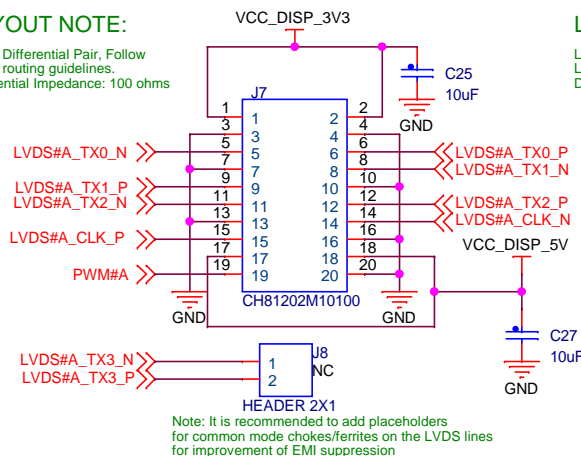 YOUT NOTE:
Differential Pair, Follow
routing guidelines.
ential Impedance: 100 ohms
VCC_DISP_3V3
L
L
L
D
C25
10uF
GND
J7
1 1 2 2
3 3 4 4
LVDS#A_TX0_N 5 5 6 6 LVDS#A_TX0_P
7 7 8 8 LVDS#A_TX1_N
LVDS#A_TX1_P 9 9 10 10
LVDS#A_TX2_N 11 11 12 12 LVDS#A_TX2_P
13 13 14 14 LVDS#A_CLK_N
LVDS#A_CLK_P 15 15 16 16
17 17 18 18 VCC_DISP_5V
PWM#A 19 19 20 20
CH81202M10100
GND
GND
C27
10uF
GND
LVDS#A_TX3_N 1
LVDS#A_TX3_P 2
J8
NC
HEADER 2X1
Note: It is recommended to add placeholders
for common mode chokes/ferrites on the LVDS lines
for improvement of EMI suppression